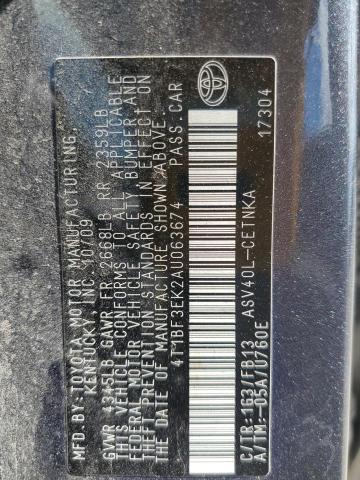 MFD.BY:TOYOTA MOTOR MANUFACTURING,
KENTUCKY, INC. 10/09
GVWR 4345LB GAWR FR 2668LB RR 2359LB
THIS VEHICLE CONFORMS TO ALL APPLICABLE
FEDERAL MOTOR VEHICLE SAFETY, BUMPER, AND
THEFT PREVENTION STANDARDS IN EFFECT ON
THE DATE OF MANUFACTURE SHOWN ABOVE.
4T1BF3EK2AU063674 PASS.CAR
C/TR:1G3/FB13 ASV40L-CETNKA
A/TM:-05A/U760E 17304